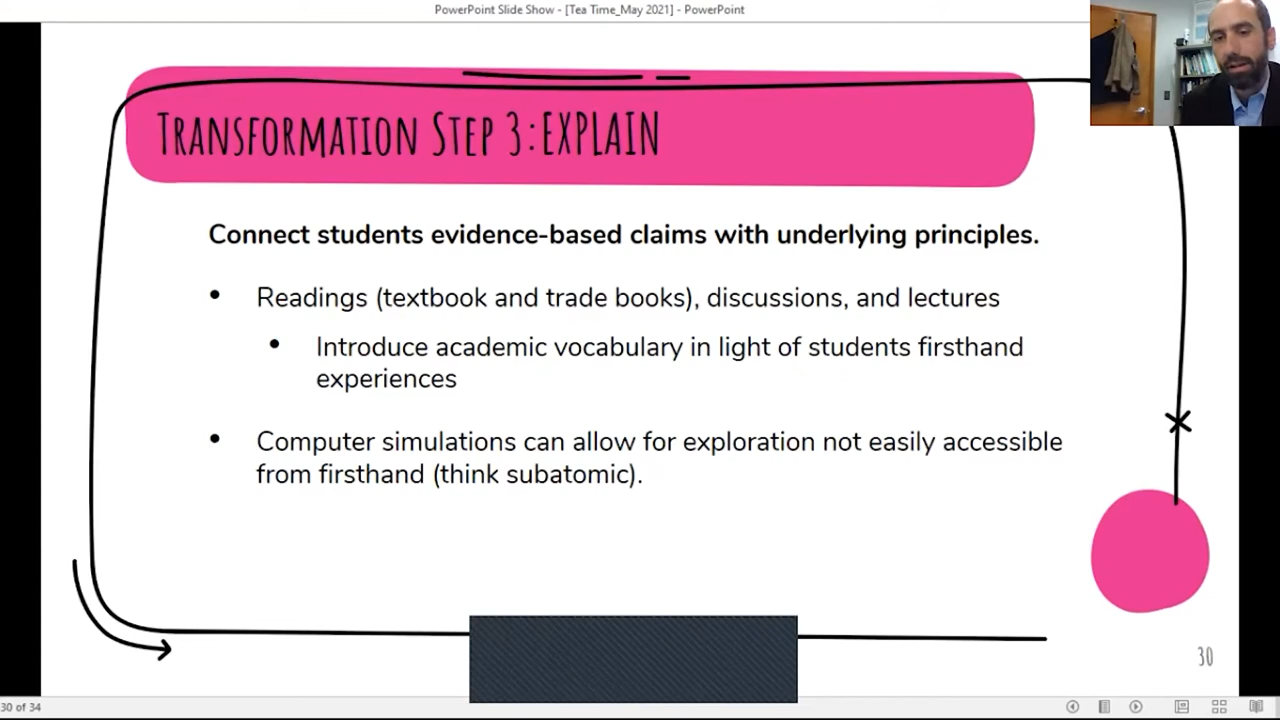 PowerPoint Slide Show - [Tea Time_May 2021] - PowerPoint
Transformation Step 3:EXPLAIN
Connect students evidence-based claims with underlying principles.
• Readings (textbook and trade books), discussions, and lectures
• Introduce academic vocabulary in light of students firsthand
experiences
• Computer simulations can allow for exploration not easily accessible
from firsthand (think subatomic).
30
30 of 34